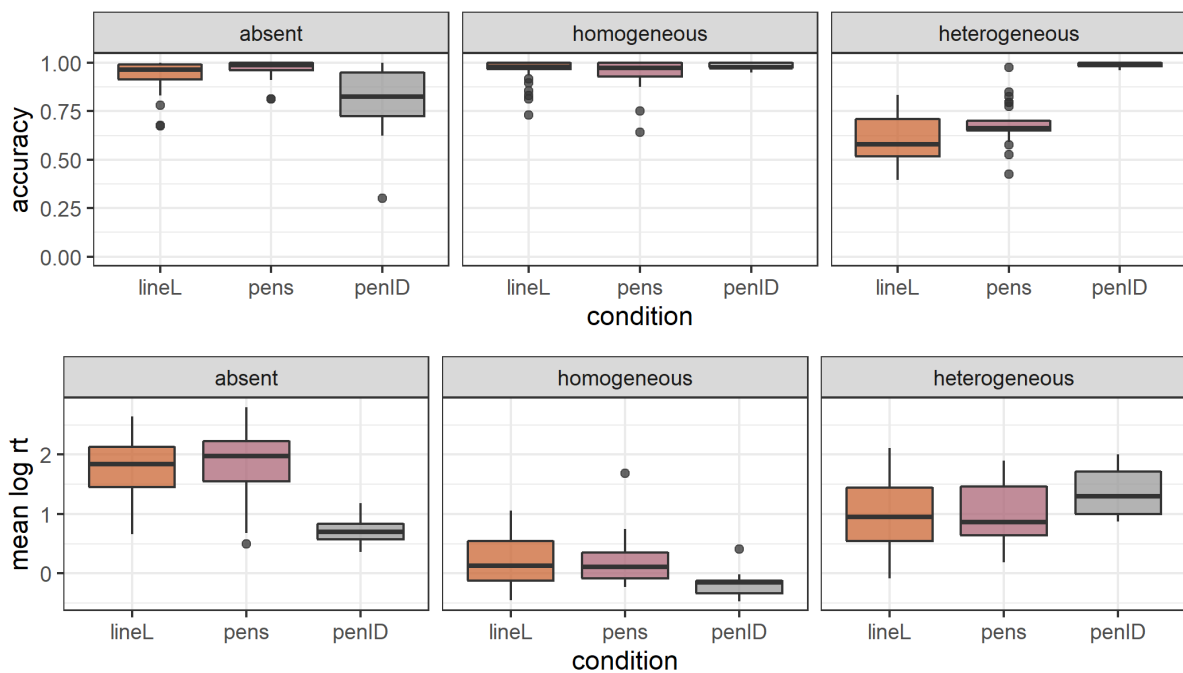 absent homogeneous heterogeneous
accuracy
1.00
0.75
0.50
0.25
0.00
lineL pens penID lineL pens penID lineL pens penID
condition
absent homogeneous heterogeneous
mean log rt
2
1
0
lineL pens penID lineL pens penID lineL pens penID
condition